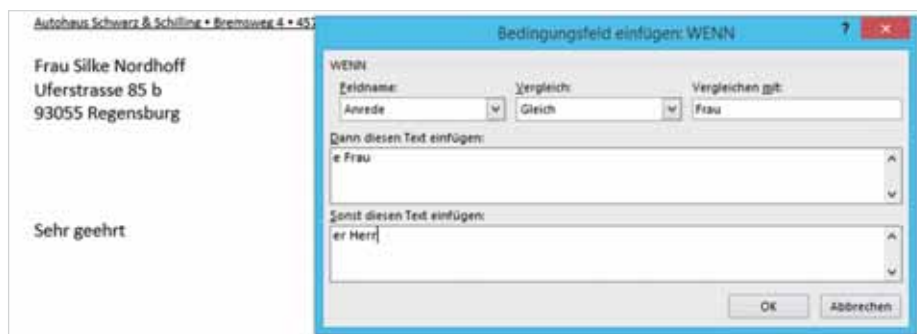 Autohaus Schwarz & Schilling • Bremsweg 4 • 457
Frau Silke Nordhoff
Uferstrasse 85 b
93055 Regensburg
Sehr geehrt
Bedingungsfeld einfügen: WENN
?
WENN
Feldname:
Vergleich:
Vergleichen mit:
Anrede
Gleich
Frau
Dann diesen Text einfügen:
e Frau
Sonst diesen Text einfügen:
er Herr
OK
Abbrechen